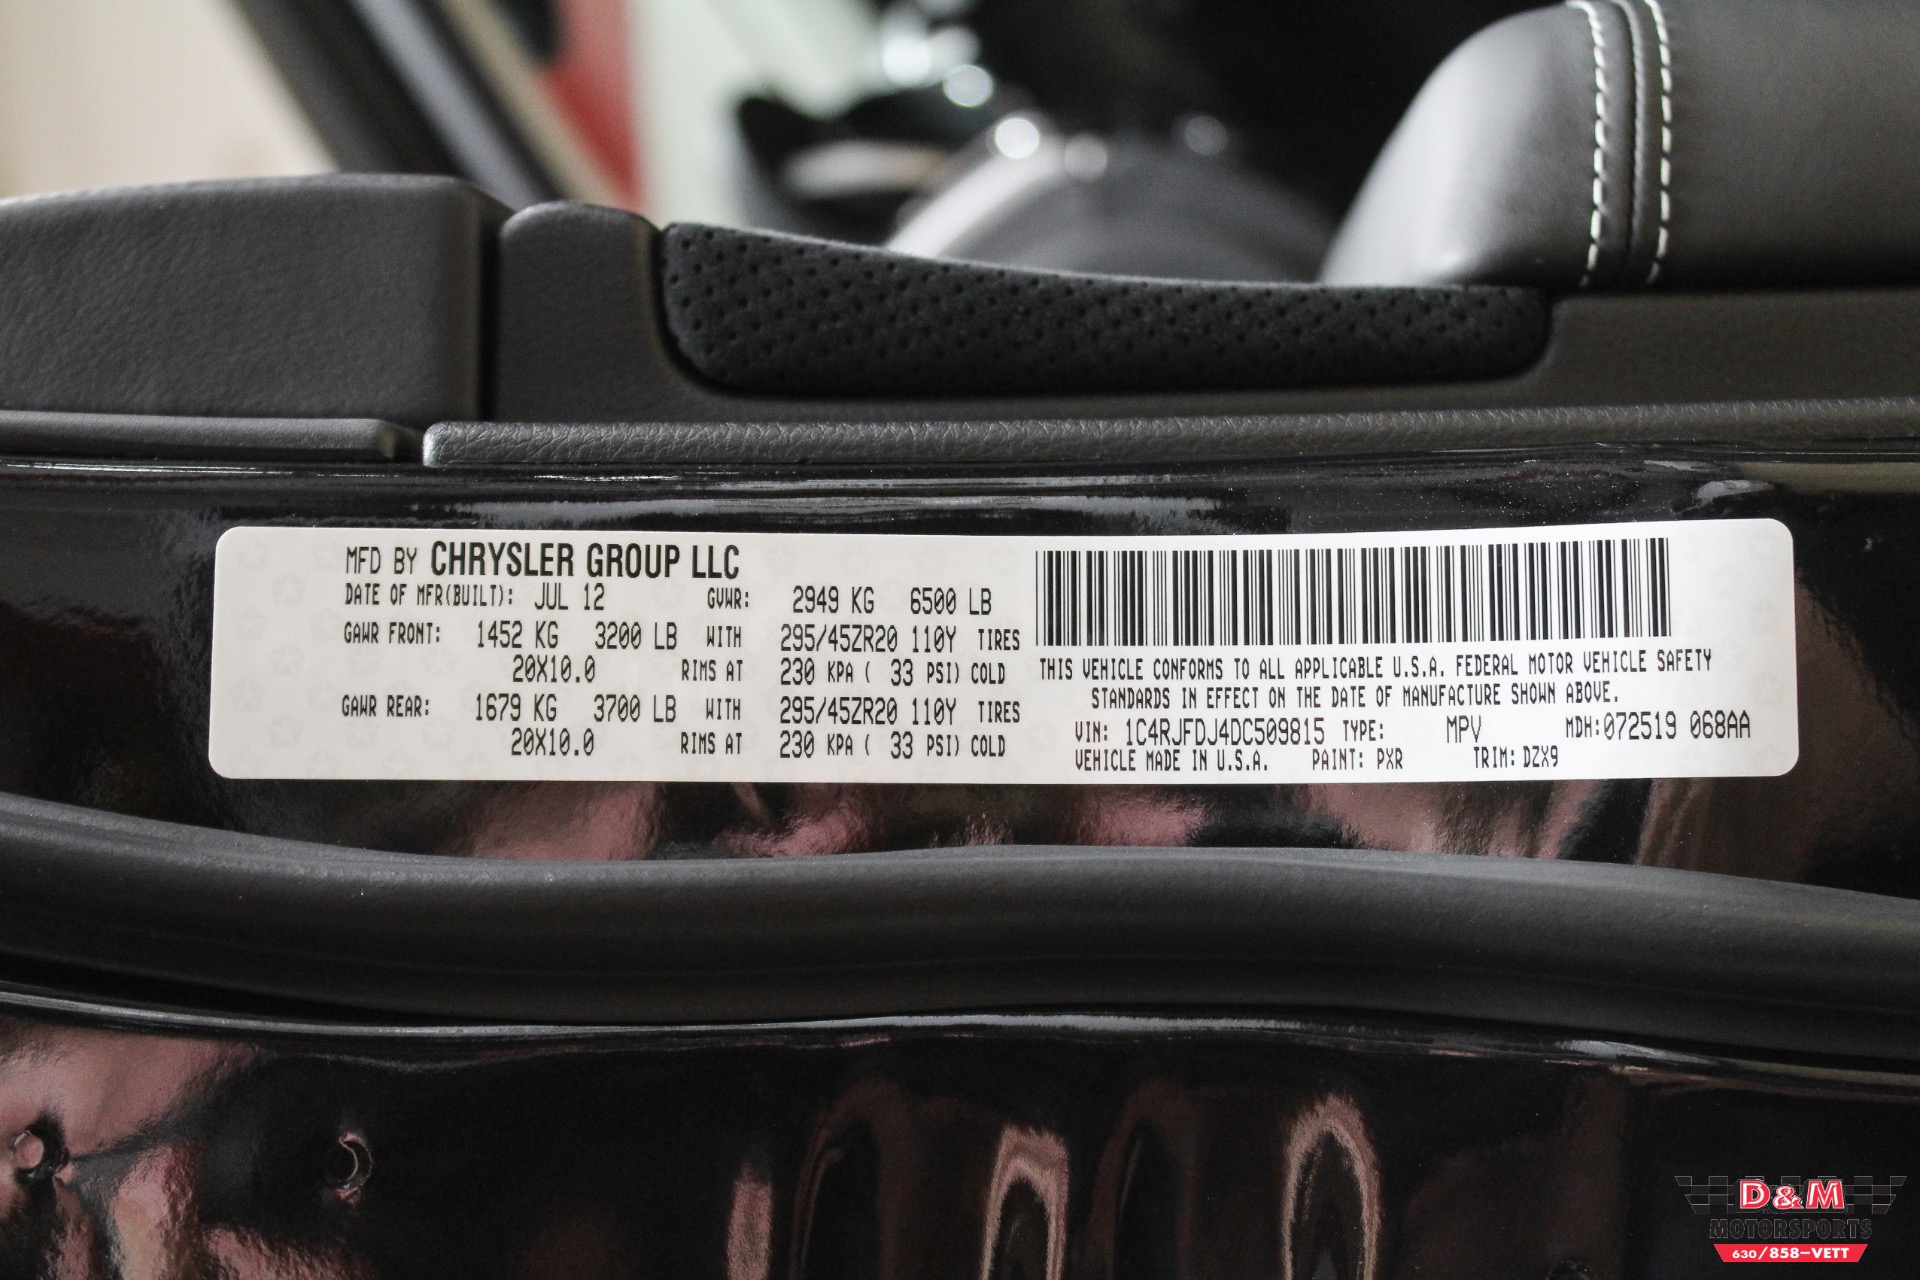 MFD BY CHRYSLER GROUP LLC
DATE OF MFR(BUILT): JUL 12 GVWR: 2949 KG 6500 LB
GAWR FRONT: 1452 KG 3200 LB WITH 295/45ZR20 110Y TIRES
20X10.0 RIMS AT 230 KPA ( 33 PSI) COLD
GAWR REAR: 1679 KG 3700 LB WITH 295/45ZR20 110Y TIRES
20X10.0 RIMS AT 230 KPA ( 33 PSI) COLD
THIS VEHICLE CONFORMS TO ALL APPLICABLE U.S.A. FEDERAL MOTOR VEHICLE SAFETY
STANDARDS IN EFFECT ON THE DATE OF MANUFACTURE SHOWN ABOVE.
VIN: 1C4RJFDJ4DC509815 TYPE: MPV MDH:072519 068AA
VEHICLE MADE IN U.S.A. PAINT: PXR TRIM: DZX9
D&M
MOTORSPORTS
630/858-VETT